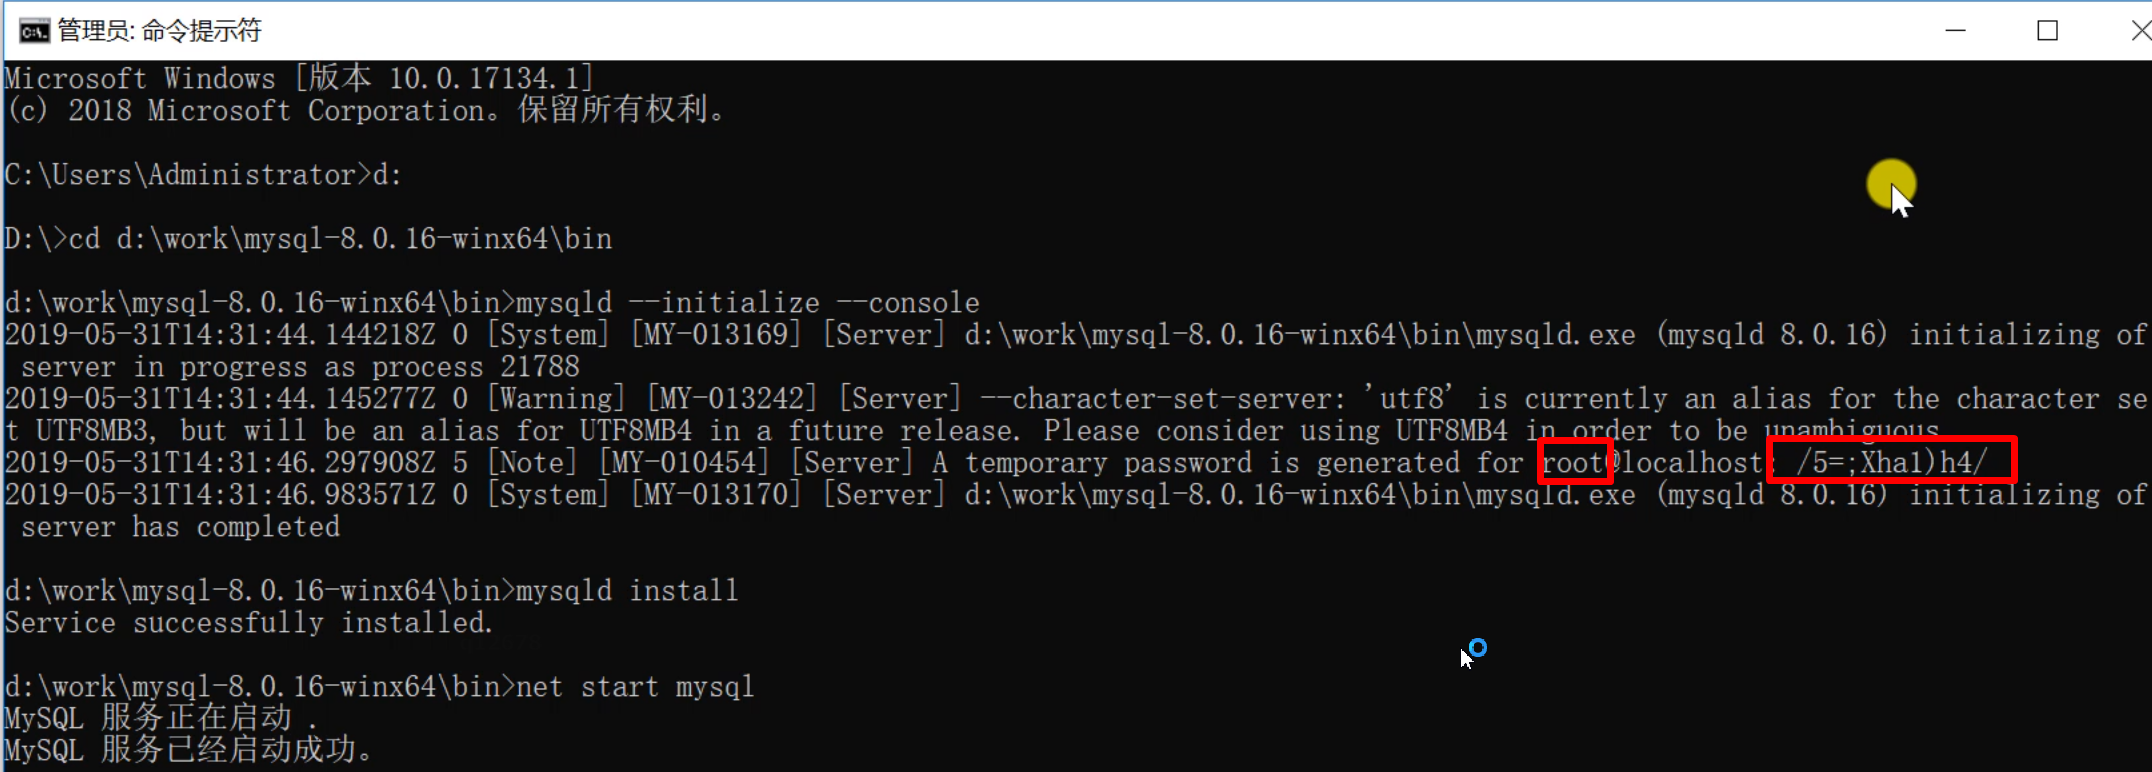 管理员: 命令提示符
Microsoft Windows [版本 10.0.17134.1]
(c) 2018 Microsoft Corporation。保留所有权利。
C:\Users\Administrator>d:
D:\>cd d:\work\mysql-8.0.16-winx64\bin
d:\work\mysql-8.0.16-winx64\bin>mysqld --initialize --console
2019-05-31T14:31:44.144218Z 0 [System] [MY-013169] [Server] d:\work\mysql-8.0.16-winx64\bin\mysqld.exe (mysqld 8.0.16) initializing of
server in progress as process 21788
2019-05-31T14:31:44.145277Z 0 [Warning] [MY-013242] [Server] --character-set-server: 'utf8' is currently an alias for the character se
t UTF8MB3, but will be an alias for UTF8MB4 in a future release. Please consider using UTF8MB4 in order to be unambiguous.
2019-05-31T14:31:46.297908Z 5 [Note] [MY-010454] [Server] A temporary password is generated for root@localhost: /5=;Xha1)h4/
2019-05-31T14:31:46.983571Z 0 [System] [MY-013170] [Server] d:\work\mysql-8.0.16-winx64\bin\mysqld.exe (mysqld 8.0.16) initializing of
server has completed
d:\work\mysql-8.0.16-winx64\bin>mysqld install
Service successfully installed.
d:\work\mysql-8.0.16-winx64\bin>net start mysql
MySQL 服务正在启动 .
MySQL 服务已经启动成功。